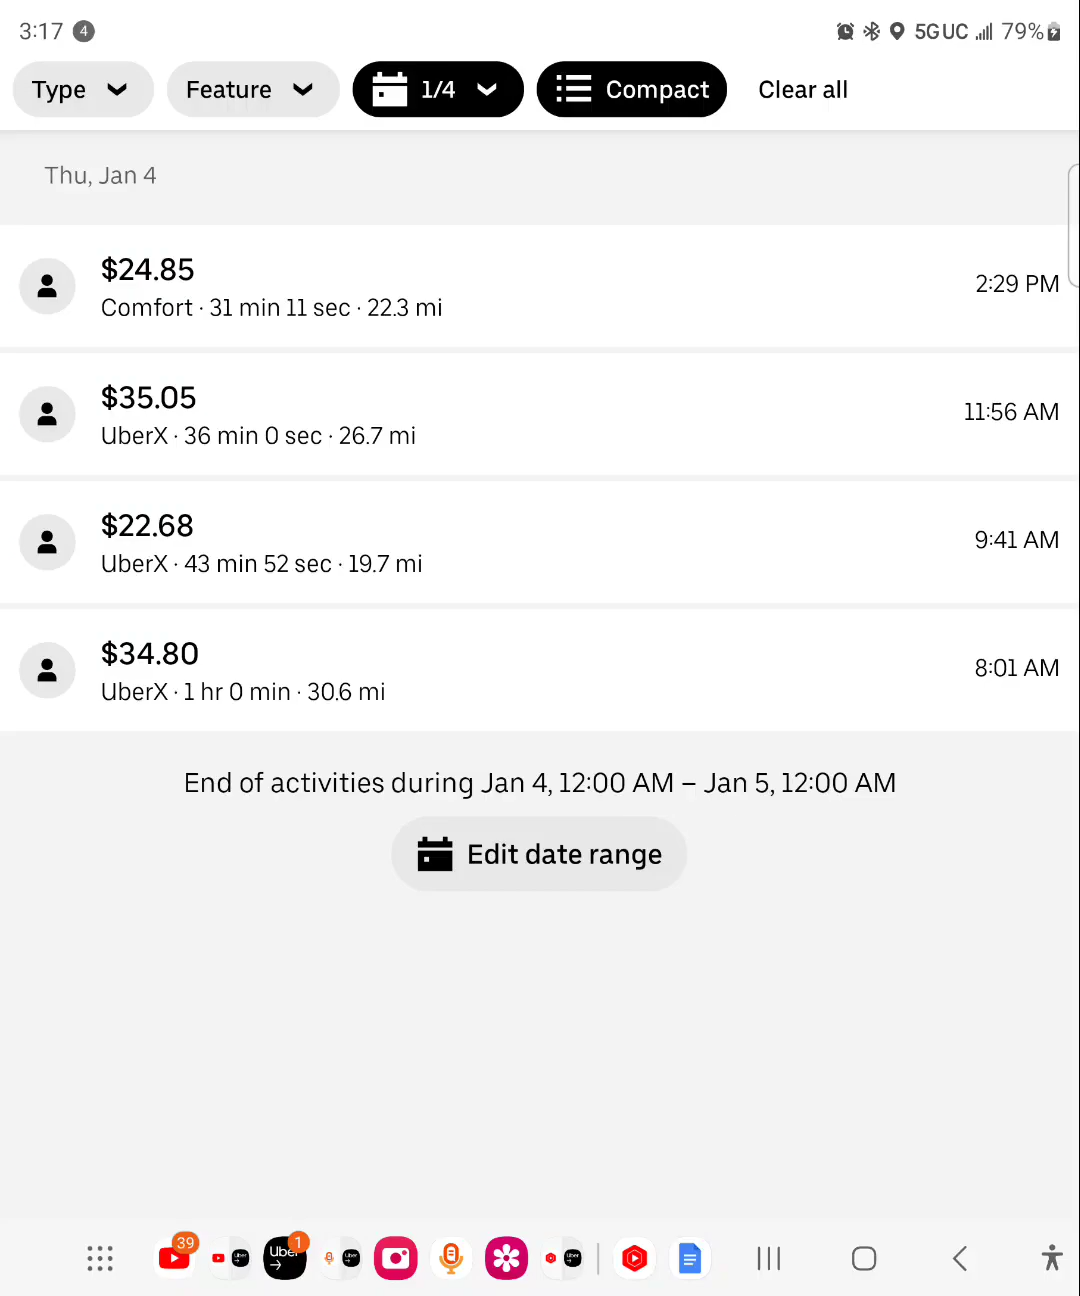 3:17 4 5G UC 79%
Type Feature 1/4 Compact Clear all
Thu, Jan 4
$24.85
Comfort · 31 min 11 sec · 22.3 mi
2:29 PM
$35.05
UberX · 36 min 0 sec · 26.7 mi
11:56 AM
$22.68
UberX · 43 min 52 sec · 19.7 mi
9:41 AM
$34.80
UberX · 1 hr 0 min · 30.6 mi
8:01 AM
End of activities during Jan 4, 12:00 AM – Jan 5, 12:00 AM
Edit date range
39 Uber 1 Uber Uber Uber